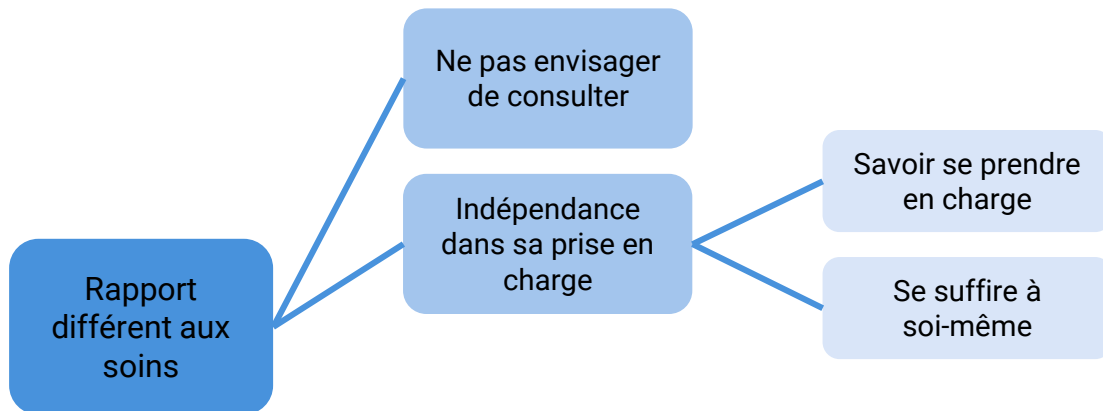 Ne pas envisager
de consulter
Indépendance
dans sa prise en
charge
Savoir se prendre
en charge
Se suffire à
soi-même
Rapport
différent aux
soins